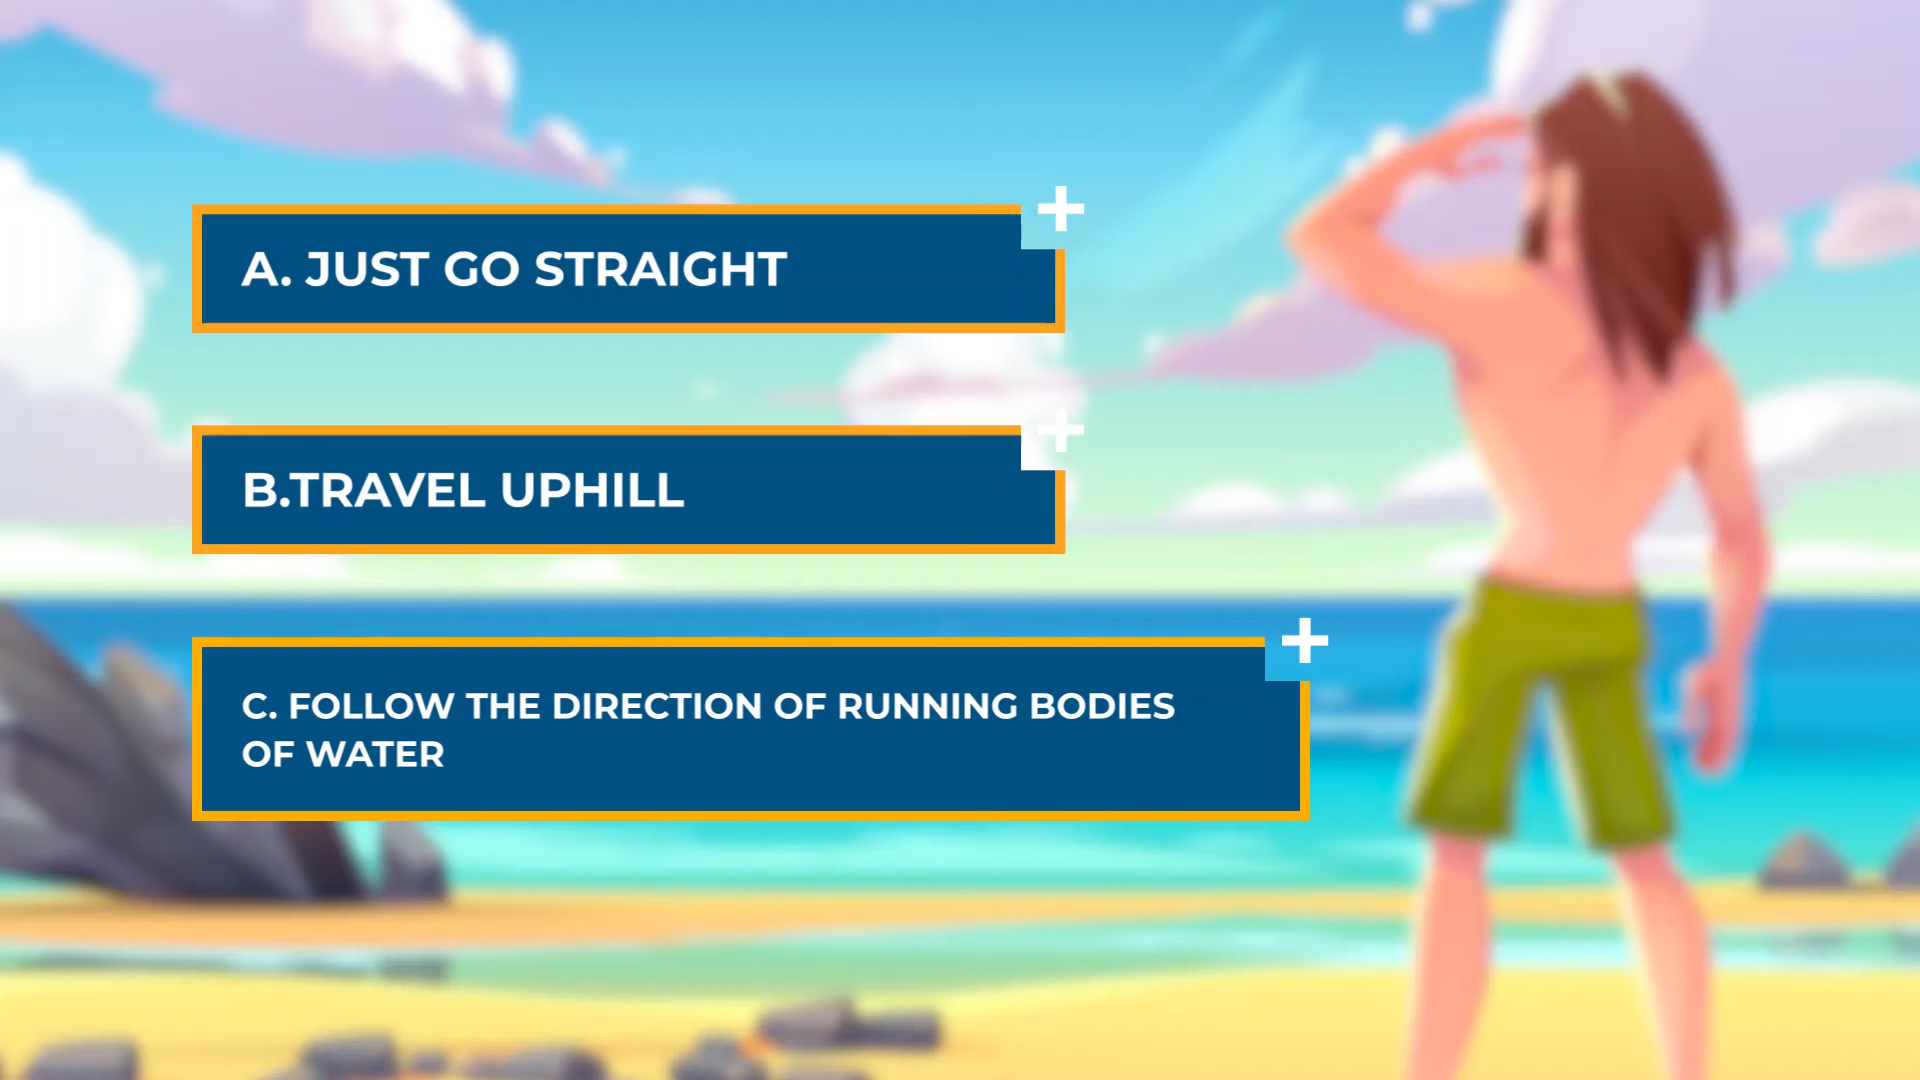 A. JUST GO STRAIGHT
B.TRAVEL UPHILL
C. FOLLOW THE DIRECTION OF RUNNING BODIES
OF WATER